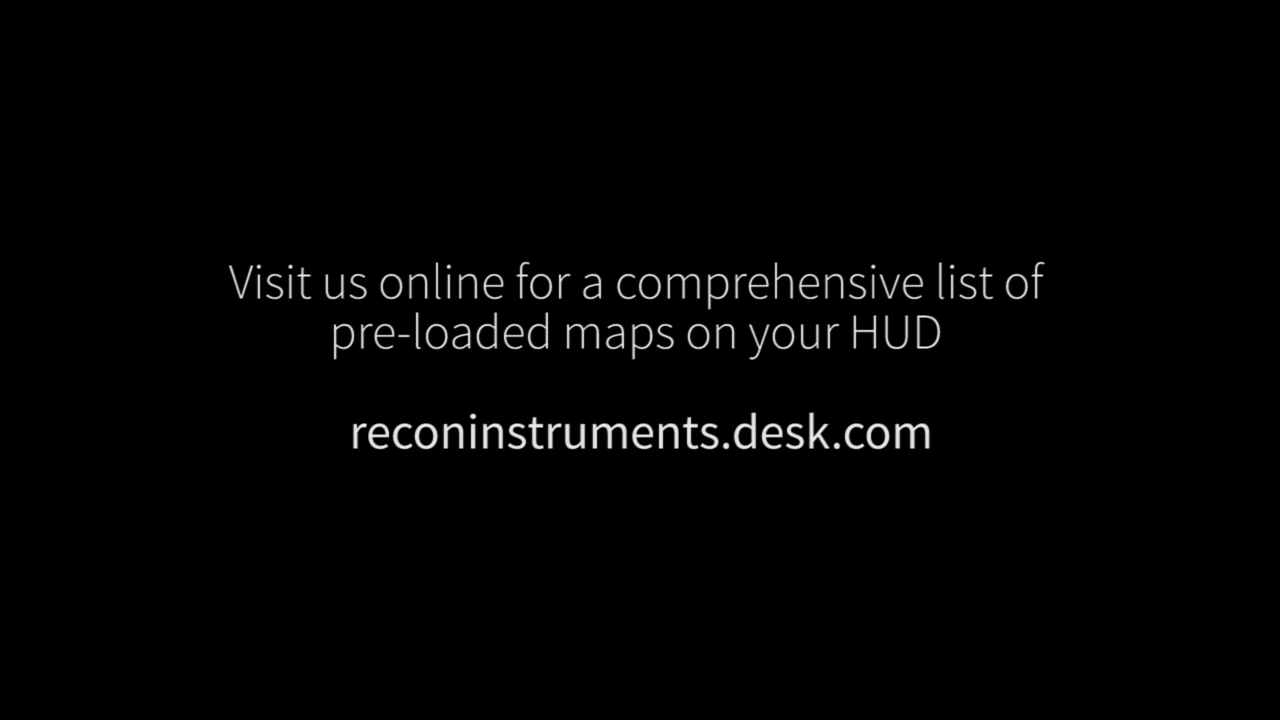 Visit us online for a comprehensive list of
pre-loaded maps on your HUD
reconinstruments.desk.com